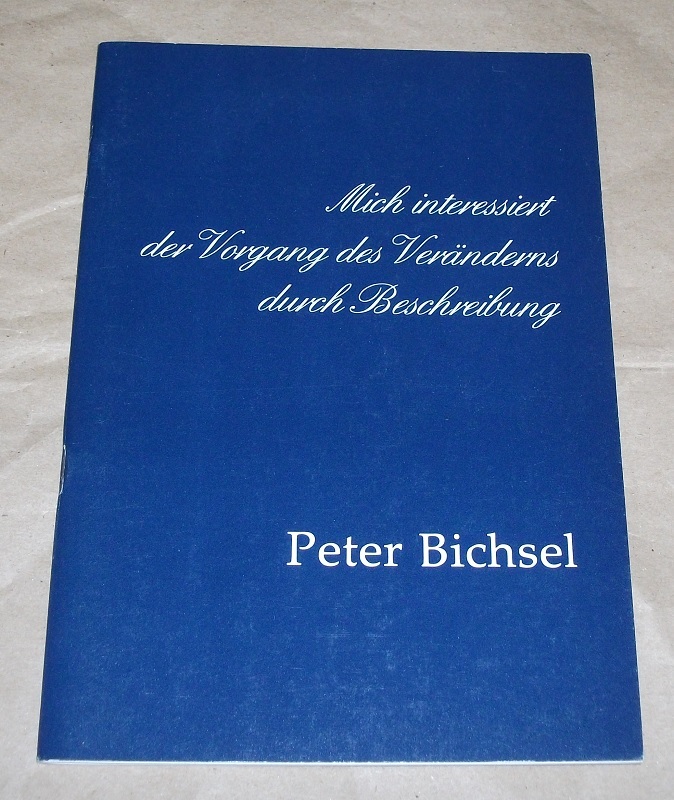 Mich interessiert
der Vorgang des Veränderns
durch Beschreibung
Peter Bichsel